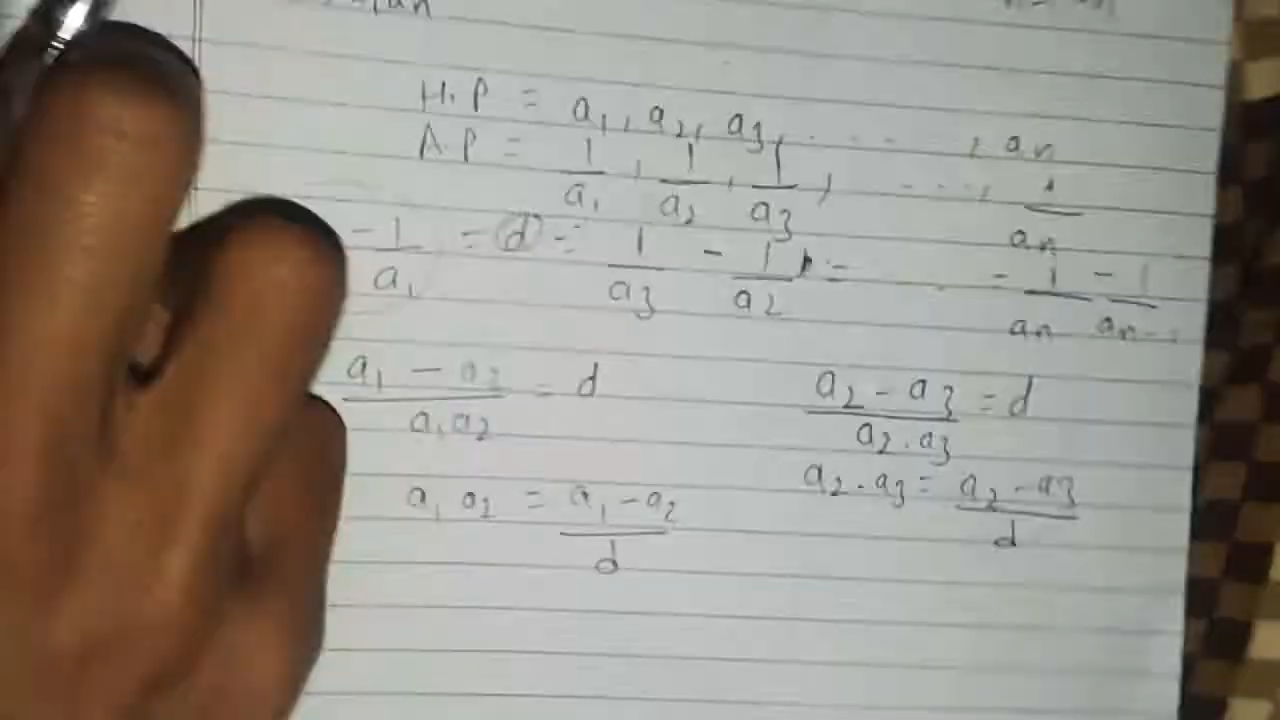 H.P = a₁, a₂, a₃, . . . . , aₙ
A.P = 1/a₁ , 1/a₂ , 1/a₃ , . . . . , 1/aₙ
-1/a₁ = d = 1/a₃ - 1/a₂ = . . . - 1/aₙ - 1/aₙ₋₁
(a₁ - a₂)/(a₁a₂) = d (a₂ - a₃)/(a₂.a₃) = d
a₁ a₂ = (a₁ - a₂)/d a₂.a₃ = (a₂ - a₃)/d